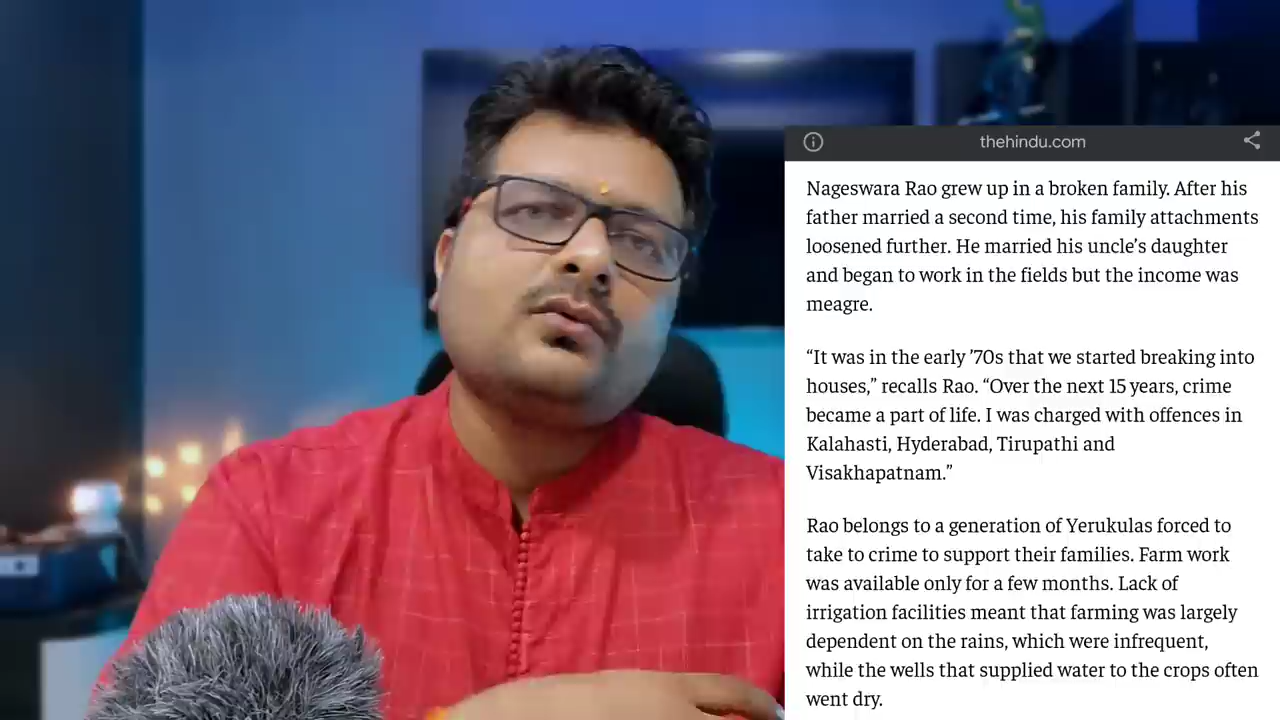 thehindu.com
Nageswara Rao grew up in a broken family. After his
father married a second time, his family attachments
loosened further. He married his uncle’s daughter
and began to work in the fields but the income was
meagre.
“It was in the early ’70s that we started breaking into
houses,” recalls Rao. “Over the next 15 years, crime
became a part of life. I was charged with offences in
Kalahasti, Hyderabad, Tirupathi and
Visakhapatnam.”
Rao belongs to a generation of Yerukulas forced to
take to crime to support their families. Farm work
was available only for a few months. Lack of
irrigation facilities meant that farming was largely
dependent on the rains, which were infrequent,
while the wells that supplied water to the crops often
went dry.